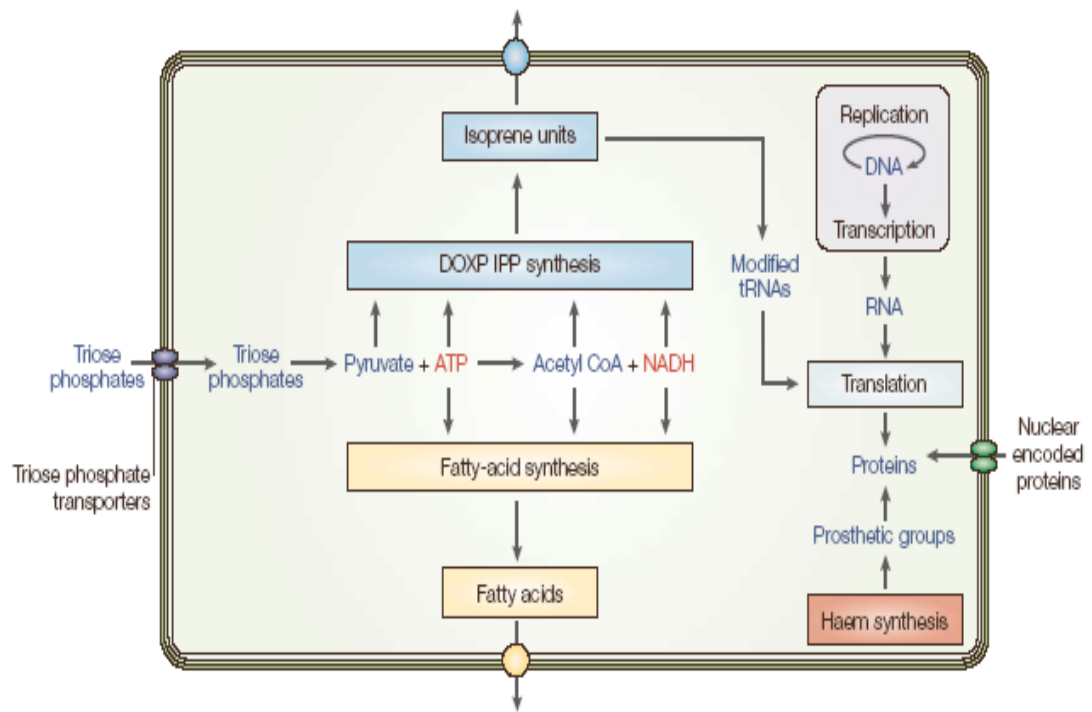 Isoprene units
DOXP IPP synthesis
Triose
phosphates
Triose
phosphates
Pyruvate + ATP
Acetyl CoA + NADH
Triose phosphate
transporters
Fatty-acid synthesis
Fatty acids
Modified
tRNAs
Replication
DNA
Transcription
RNA
Translation
Proteins
Nuclear
encoded
proteins
Prosthetic groups
Haem synthesis